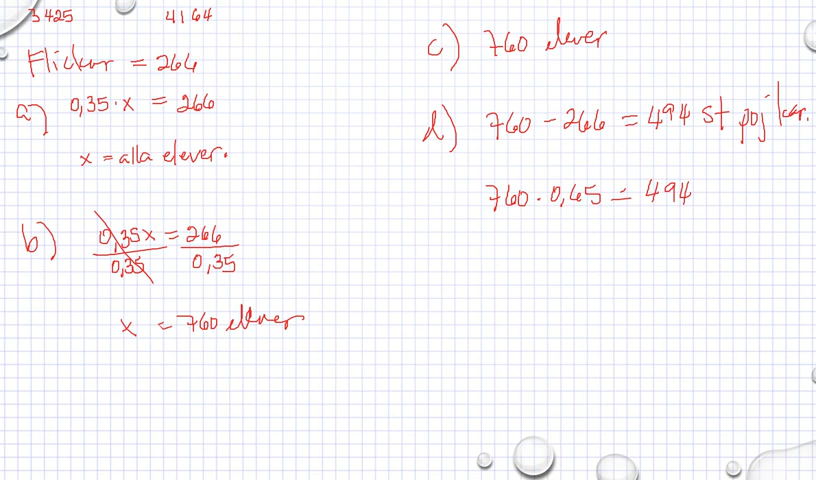 3425 4164
Flickor = 266
a) 0,35 · x = 266
x = alla elever.
b) 0,35x = 266
0,35 0,35
x = 760 elever
c) 760 elever
d) 760 - 266 = 494 st pojkar.
760 · 0,65 = 494